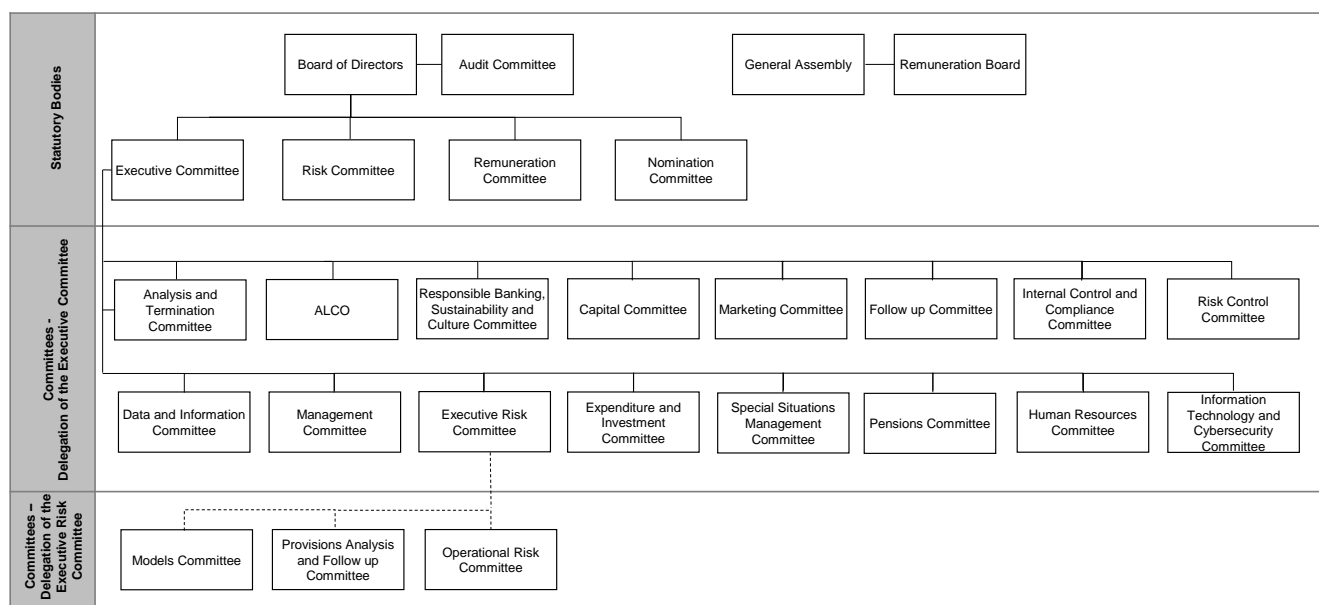 Statutory Bodies
Board of Directors
Audit Committee
General Assembly
Remuneration Board
Executive Committee
Risk Committee
Remuneration
Committee
Nomination
Committee
Committees -
Delegation of the Executive Committee
Analysis and
Termination
Committee
ALCO
Responsible Banking,
Sustainability and
Culture Committee
Capital Committee
Marketing Committee
Follow up Committee
Internal Control and
Compliance
Committee
Risk Control
Committee
Data and Information
Committee
Management
Committee
Executive Risk
Committee
Expenditure and
Investment
Committee
Special Situations
Management
Committee
Pensions Committee
Human Resources
Committee
Information
Technology and
Cybersecurity
Committee
Committees –
Delegation of the
Executive Risk
Committee
Models Committee
Provisions Analysis
and Follow up
Committee
Operational Risk
Committee